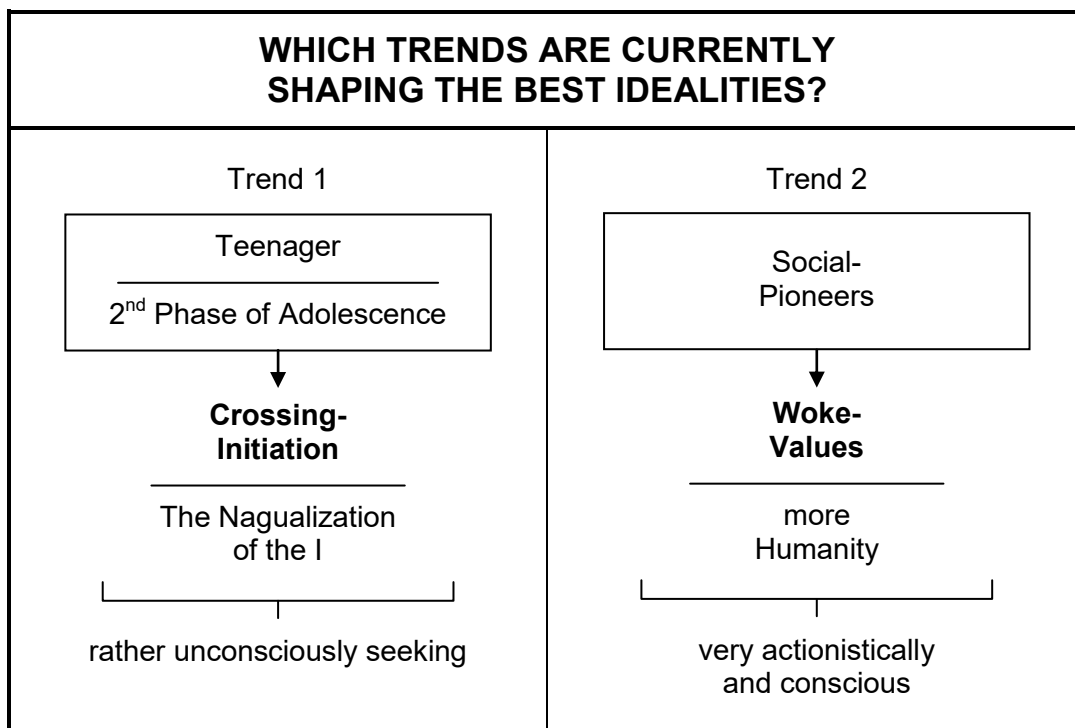 WHICH TRENDS ARE CURRENTLY
SHAPING THE BEST IDEALITIES?
Trend 1
Teenager
2nd Phase of Adolescence
Crossing-
Initiation
The Nagualization
of the I
rather unconsciously seeking
Trend 2
Social-
Pioneers
Woke-
Values
more
Humanity
very actionistically
and conscious